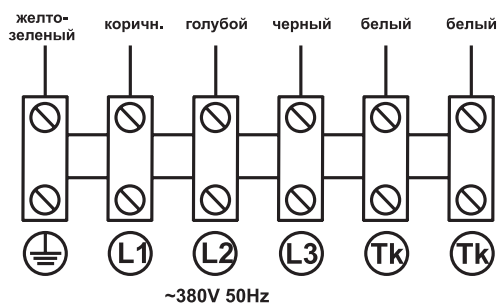 желто-
зеленый
коричн.
голубой
черный
белый
белый
L1
L2
L3
Tk
Tk
~380V 50Hz